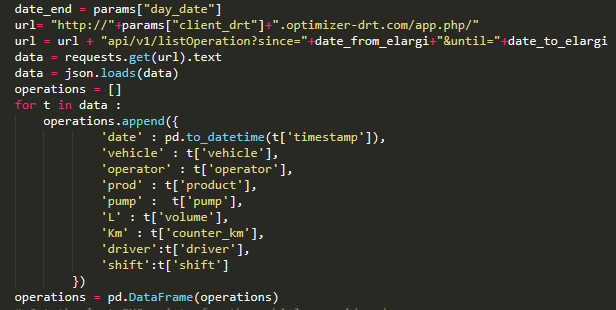 date_end = params["day_date"]
url= "http://"+params["client_drt"]+".optimizer-drt.com/app.php/"
url = url + "api/v1/listOperation?since="+date_from_elargi+"&until="+date_to_elargi
data = requests.get(url).text
data = json.loads(data)
operations = []
for t in data :
operations.append({
'date' : pd.to_datetime(t['timestamp']),
'vehicle' : t['vehicle'],
'operator' : t['operator'],
'prod' : t['product'],
'pump' :  t['pump'],
'L' : t['volume'],
'Km' : t['counter_km'],
'driver':t['driver'],
'shift':t['shift']
})
operations = pd.DataFrame(operations)